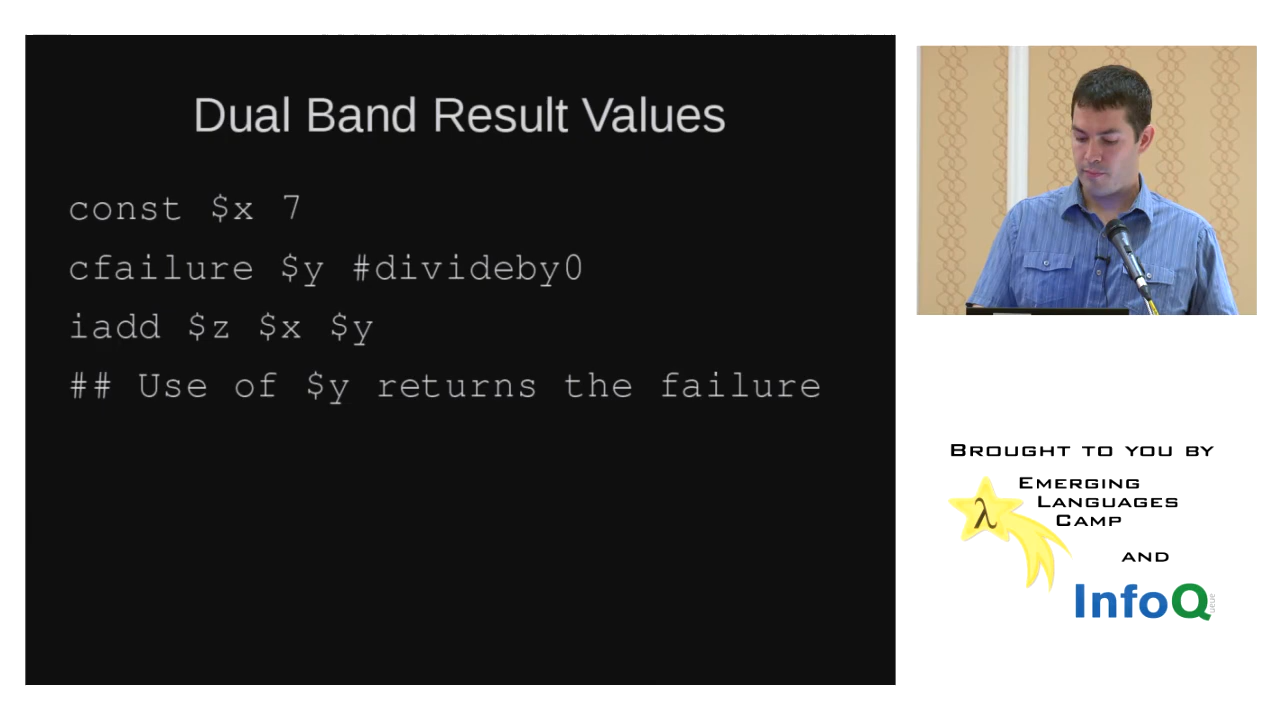 Dual Band Result Values
const $x 7
cfailure $y #divideby0
iadd $z $x $y
## Use of $y returns the failure
BROUGHT TO YOU BY
EMERGING
LANGUAGES
CAMP
λ
AND
InfoQ
ueue